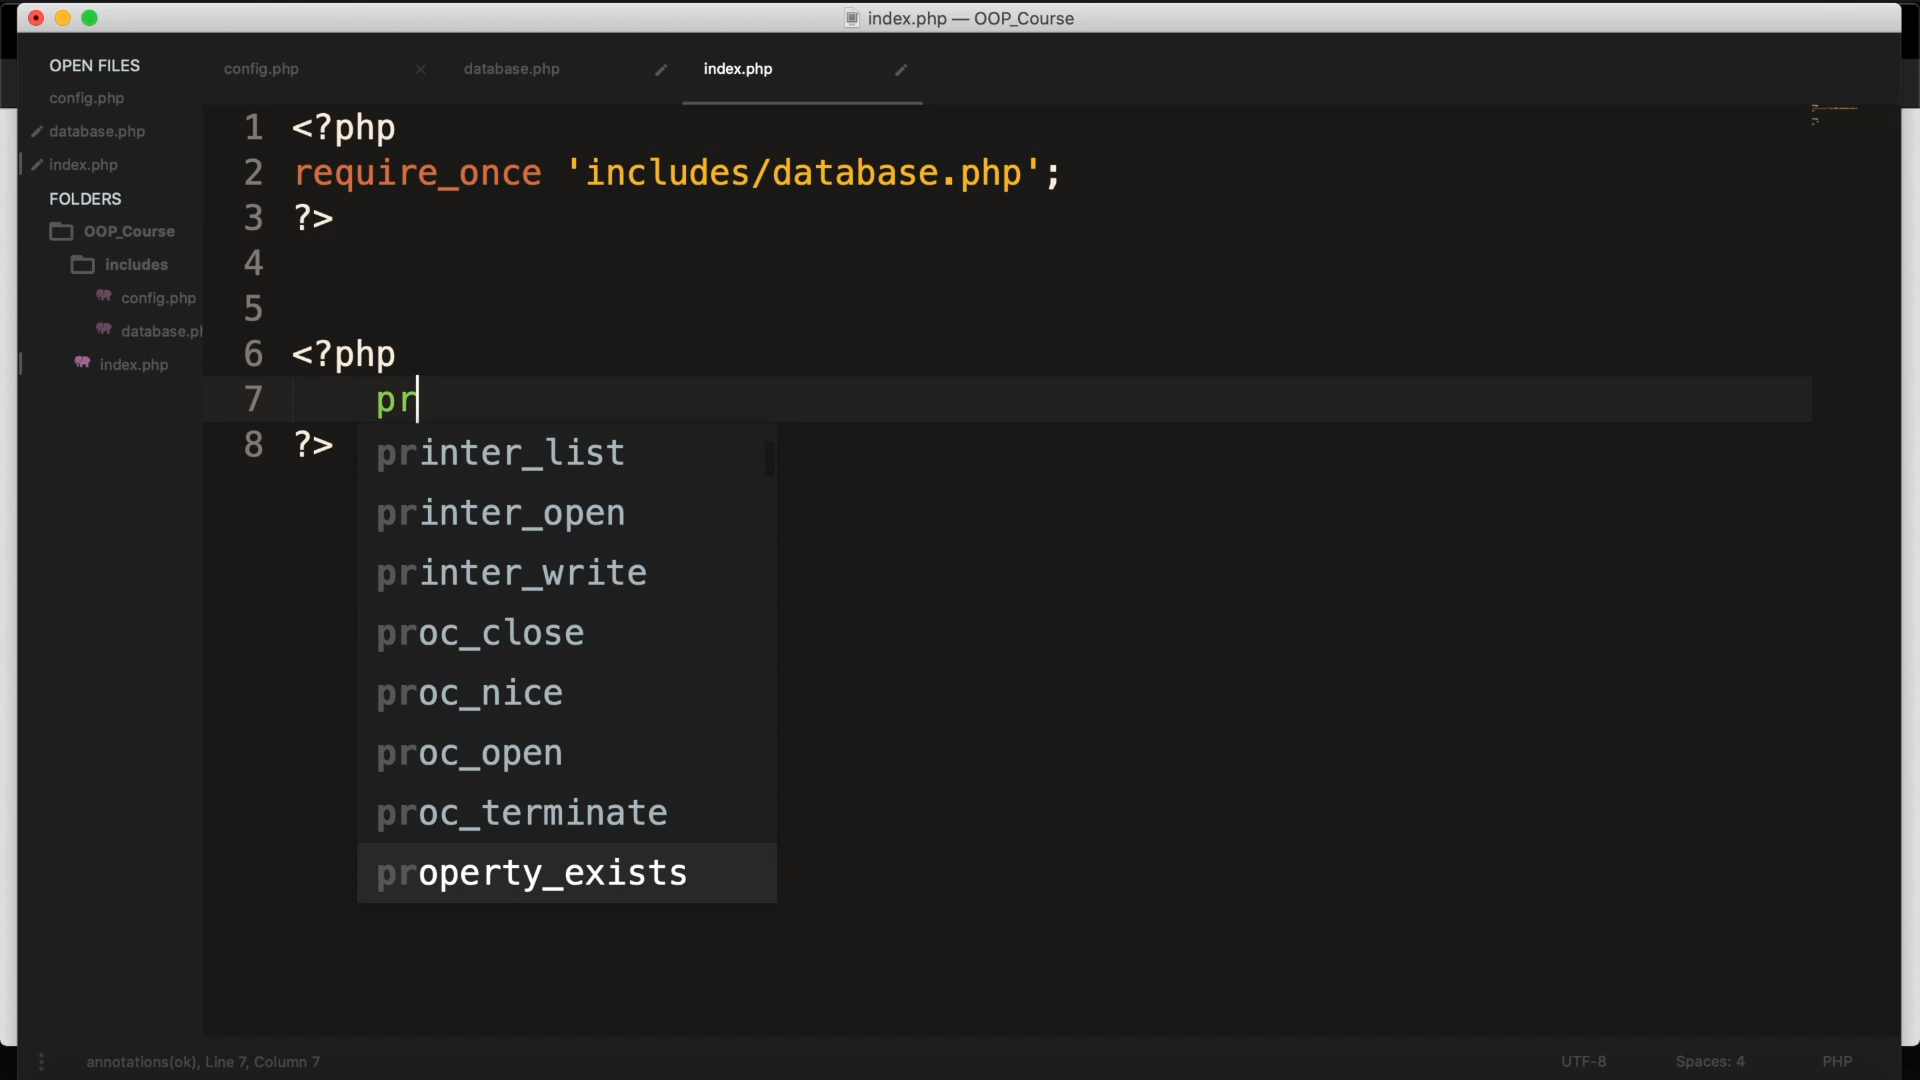 index.php — OOP_Course
OPEN FILES
config.php
database.php
index.php
FOLDERS
OOP_Course
includes
config.php
database.p
index.php
config.php
database.php
index.php
1 <?php
2 require_once 'includes/database.php';
3 ?>
4
5
6 <?php
7 pr
8 ?>
printer_list
printer_open
printer_write
proc_close
proc_nice
proc_open
proc_terminate
property_exists
annotations(ok), Line 7, Column 7
UTF-8
Spaces: 4
PHP